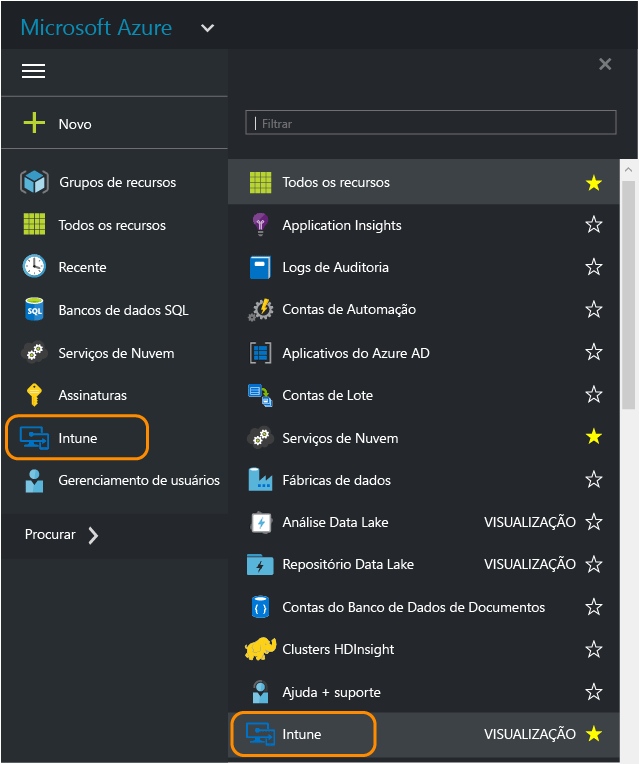 Microsoft Azure
Novo
Grupos de recursos
Todos os recursos
Recente
SQL
Bancos de dados SQL
Serviços de Nuvem
Assinaturas
Intune
Gerenciamento de usuários
Procurar
Filtrar
Todos os recursos
Application Insights
Logs de Auditoria
Contas de Automação
Aplicativos do Azure AD
Contas de Lote
Serviços de Nuvem
Fábricas de dados
Análise Data Lake VISUALIZAÇÃO
Repositório Data Lake VISUALIZAÇÃO
Contas do Banco de Dados de Documentos
Clusters HDInsight
Ajuda + suporte
Intune VISUALIZAÇÃO